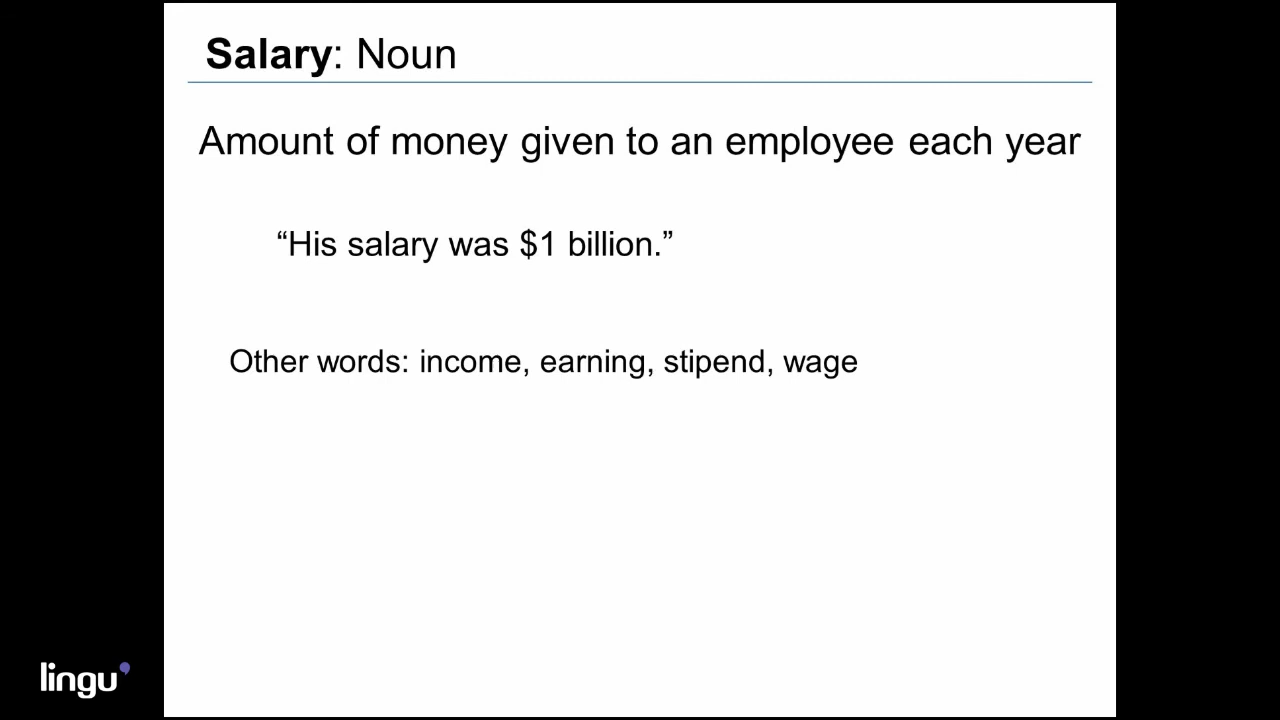 Salary: Noun
Amount of money given to an employee each year
“His salary was $1 billion.”
Other words: income, earning, stipend, wage
lingu